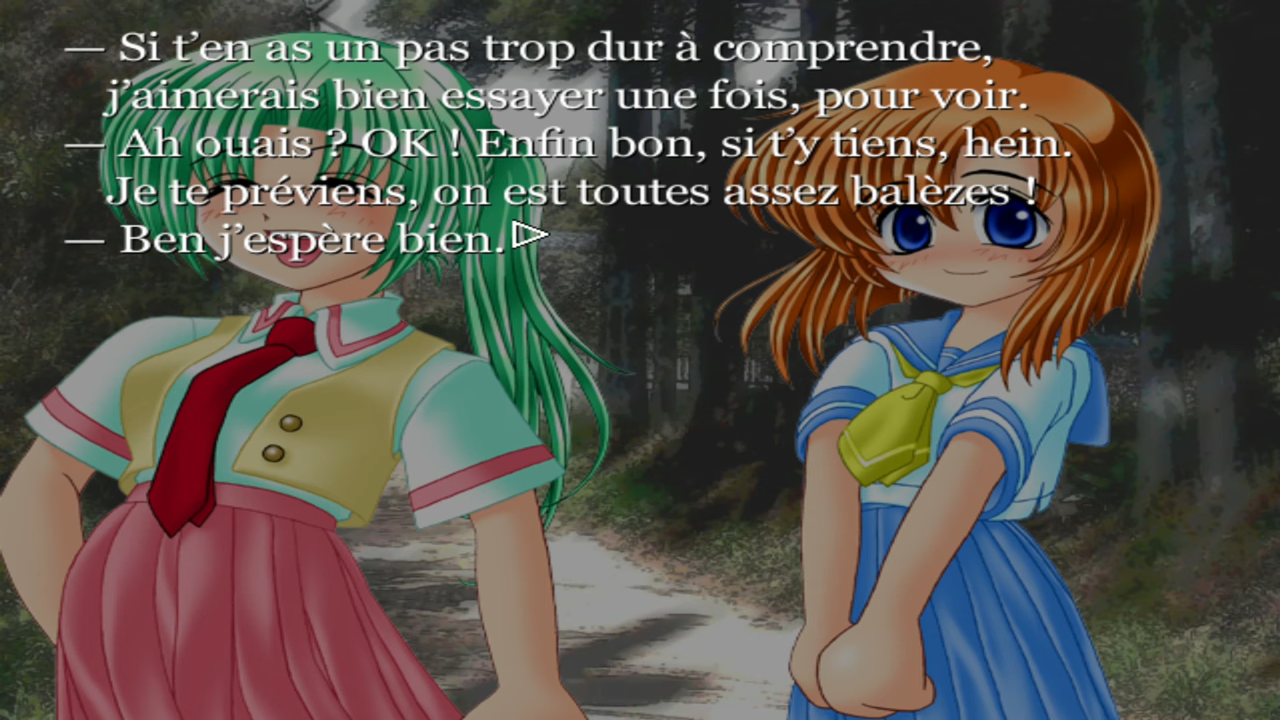 — Si t’en as un pas trop dur à comprendre,
j’aimerais bien essayer une fois, pour voir.
— Ah ouais ? OK ! Enfin bon, si t’y tiens, hein.
Je te préviens, on est toutes assez balèzes !
— Ben j’espère bien.